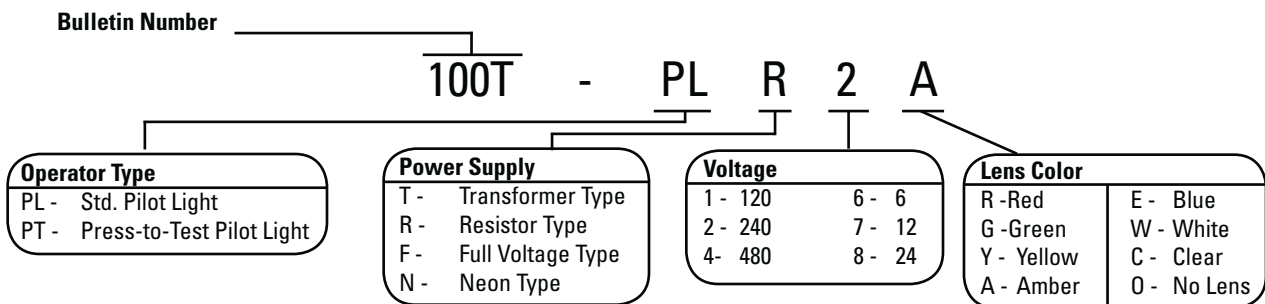 Bulletin Number
100T - PL R 2 A
Operator Type
PL - Std. Pilot Light
PT - Press-to-Test Pilot Light
Power Supply
T - Transformer Type
R - Resistor Type
F - Full Voltage Type
N - Neon Type
Voltage
1 - 120 6 - 6
2 - 240 7 - 12
4- 480 8 - 24
Lens Color
R -Red E - Blue
G -Green W - White
Y - Yellow C - Clear
A - Amber O - No Lens